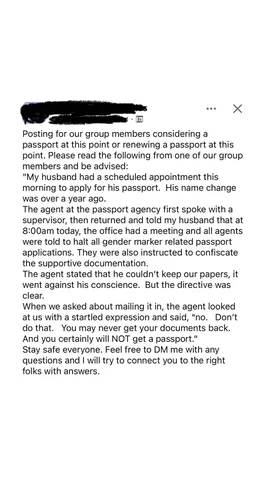 Posting for our group members considering a
passport at this point or renewing a passport at this
point. Please read the following from one of our group
members and be advised:
"My husband had a scheduled appointment this
morning to apply for his passport.  His name change
was over a year ago.
The agent at the passport agency first spoke with a
supervisor, then returned and told my husband that at
8:00am today, the office had a meeting and all agents
were told to halt all gender marker related passport
applications. They were also instructed to confiscate
the supportive documentation.
The agent stated that he couldn't keep our papers, it
went against his conscience.  But the directive was
clear.
When we asked about mailing it in, the agent looked
at us with a startled expression and said, "no.   Don't
do that.   You may never get your documents back.
And you certainly will NOT get a passport."
Stay safe everyone. Feel free to DM me with any
questions and I will try to connect you to the right
folks with answers.